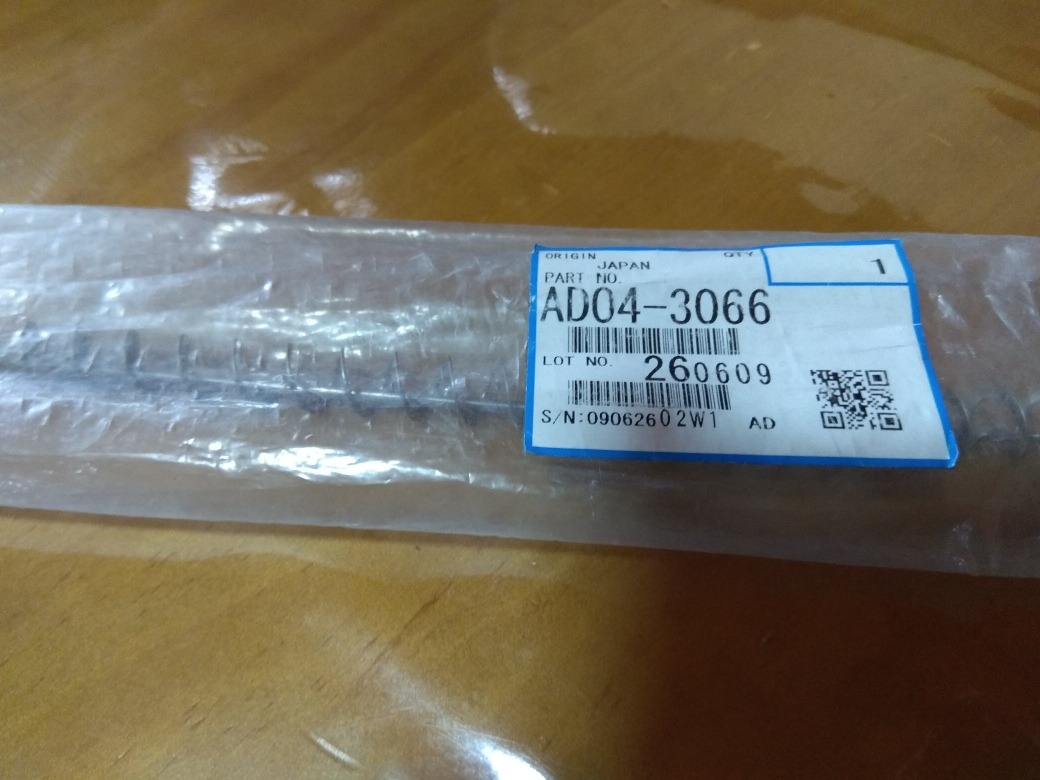 ORIGIN QTY
JAPAN 1
PART NO.
AD04-3066
LOT NO. 260609
S/N:09062602W1 AD